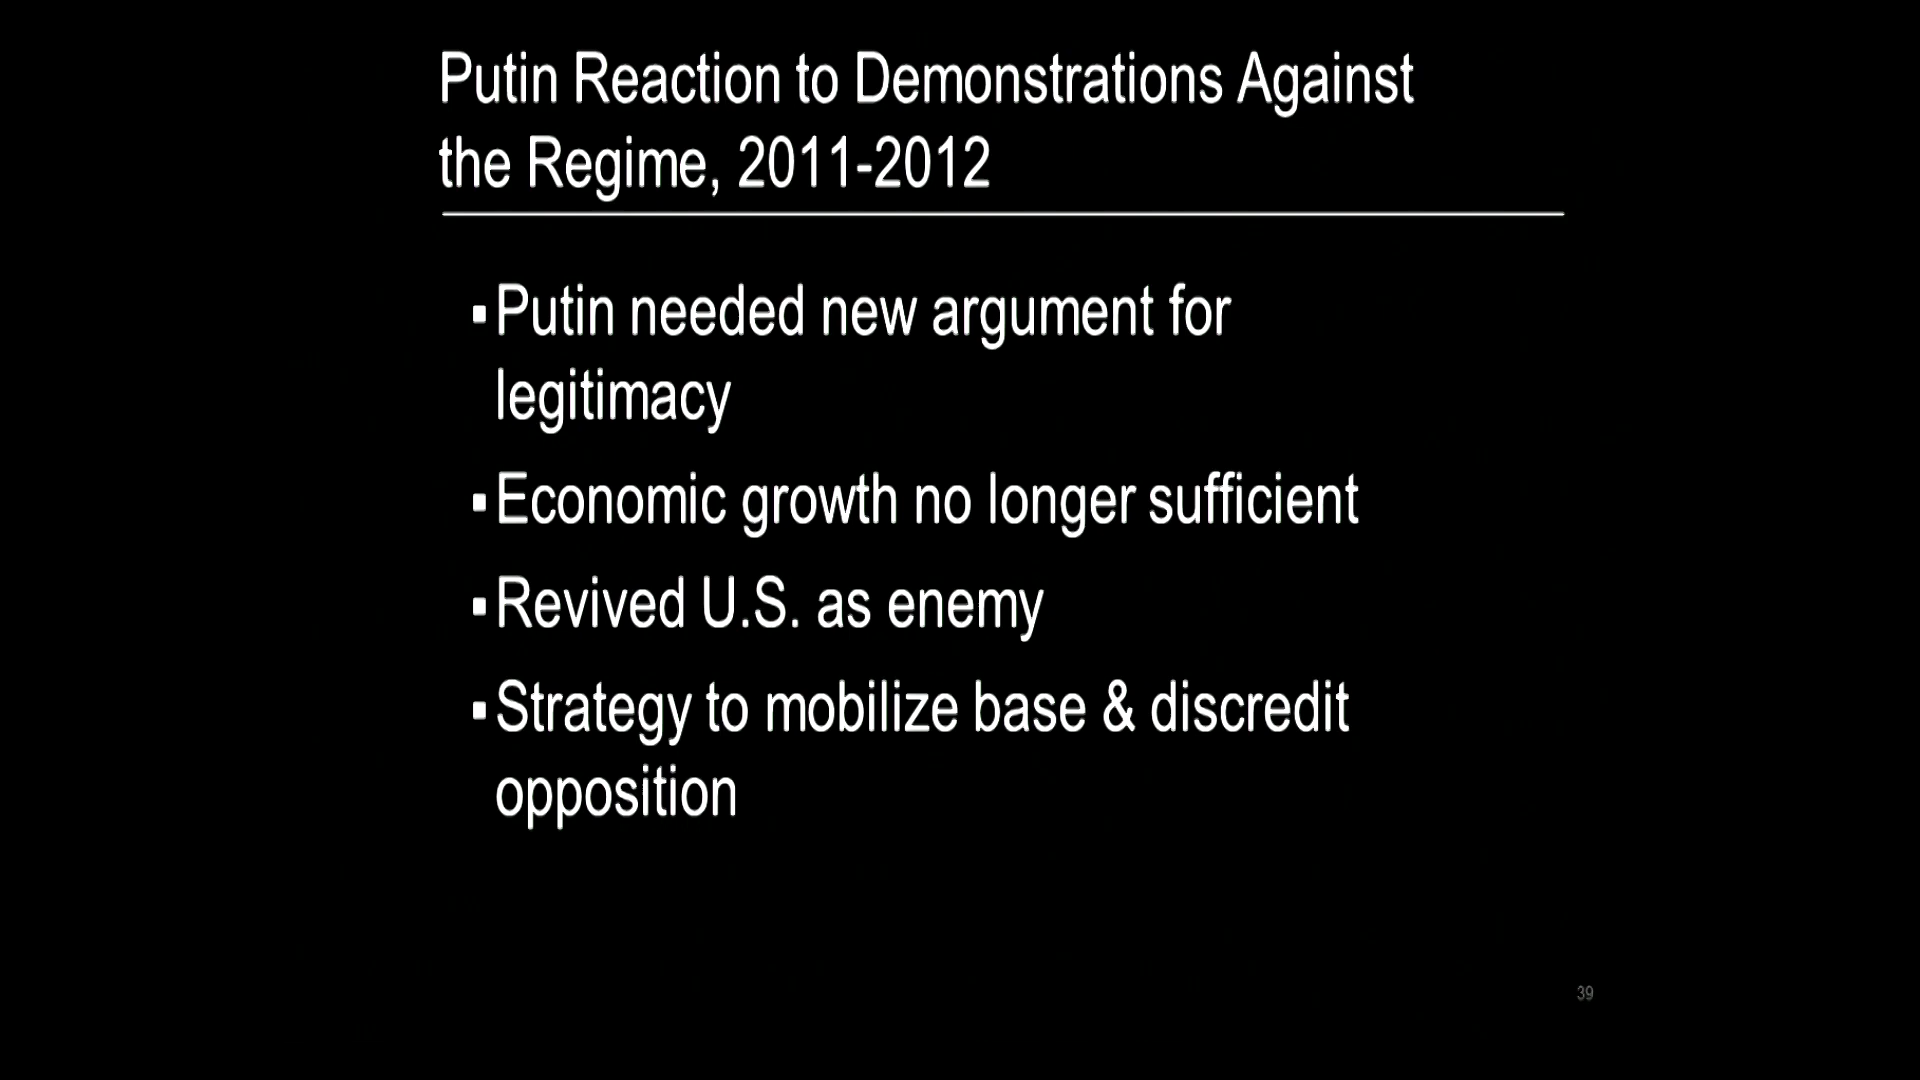 Putin Reaction to Demonstrations Against
the Regime, 2011-2012
▪Putin needed new argument for
legitimacy
▪Economic growth no longer sufficient
▪Revived U.S. as enemy
▪Strategy to mobilize base & discredit
opposition
39